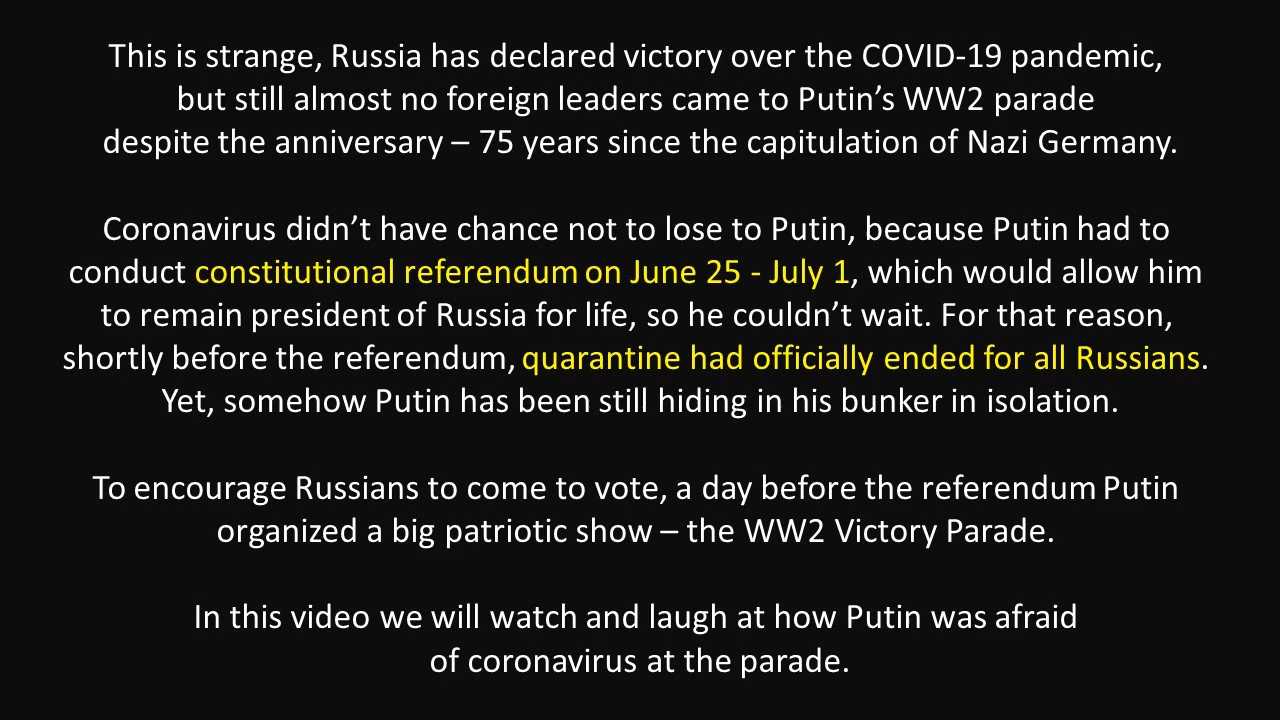 This is strange, Russia has declared victory over the COVID-19 pandemic,
but still almost no foreign leaders came to Putin’s WW2 parade
despite the anniversary – 75 years since the capitulation of Nazi Germany.
Coronavirus didn’t have chance not to lose to Putin, because Putin had to
conduct constitutional referendum on June 25 - July 1, which would allow him
to remain president of Russia for life, so he couldn’t wait. For that reason,
shortly before the referendum, quarantine had officially ended for all Russians.
Yet, somehow Putin has been still hiding in his bunker in isolation.
To encourage Russians to come to vote, a day before the referendum Putin
organized a big patriotic show – the WW2 Victory Parade.
In this video we will watch and laugh at how Putin was afraid
of coronavirus at the parade.